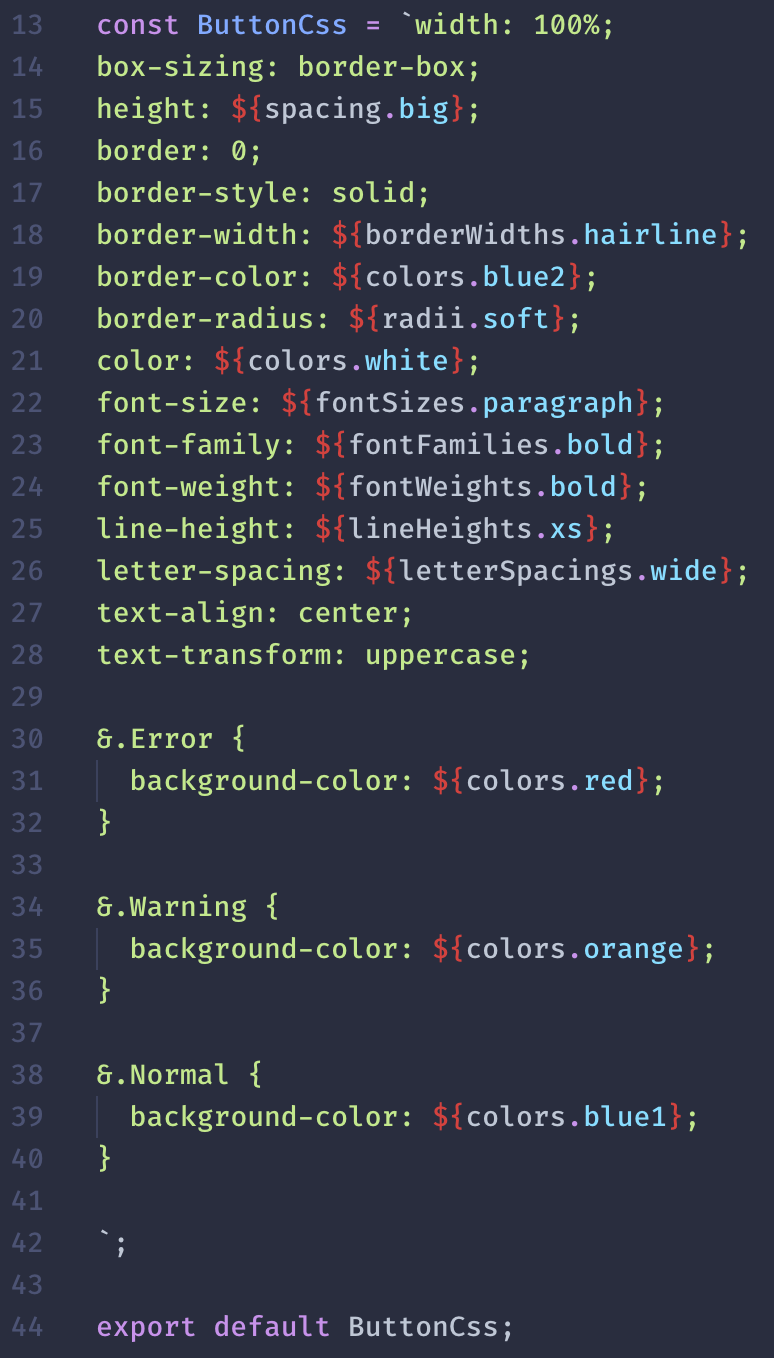 13 const ButtonCss = `width: 100%;
14 box-sizing: border-box;
15 height: ${spacing.big};
16 border: 0;
17 border-style: solid;
18 border-width: ${borderWidths.hairline};
19 border-color: ${colors.blue2};
20 border-radius: ${radii.soft};
21 color: ${colors.white};
22 font-size: ${fontSizes.paragraph};
23 font-family: ${fontFamilies.bold};
24 font-weight: ${fontWeights.bold};
25 line-height: ${lineHeights.xs};
26 letter-spacing: ${letterSpacings.wide};
27 text-align: center;
28 text-transform: uppercase;
29
30 &.Error {
31   background-color: ${colors.red};
32 }
33
34 &.Warning {
35   background-color: ${colors.orange};
36 }
37
38 &.Normal {
39   background-color: ${colors.blue1};
40 }
41
42 `;
43
44 export default ButtonCss;